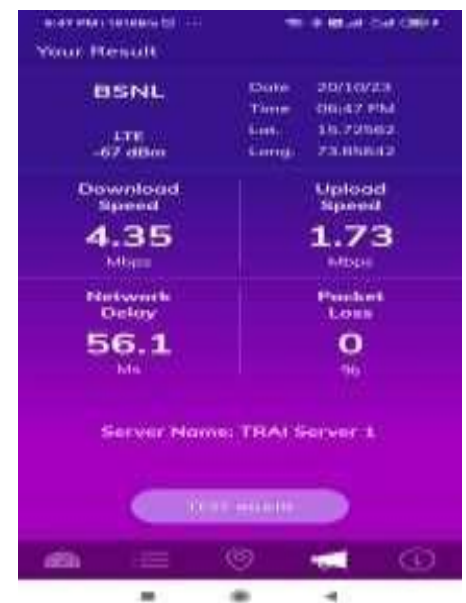 Your Result
BSNL
LTE
-67 dBm
Date 20/10/23
Time 06:47 PM
Lat. 15.72562
Long. 73.85842
Download Speed
4.35
Mbps
Upload Speed
1.73
Mbps
Network Delay
56.1
Ms
Packet Loss
0
%
Server Name: TRAI Server 1
TEST AGAIN